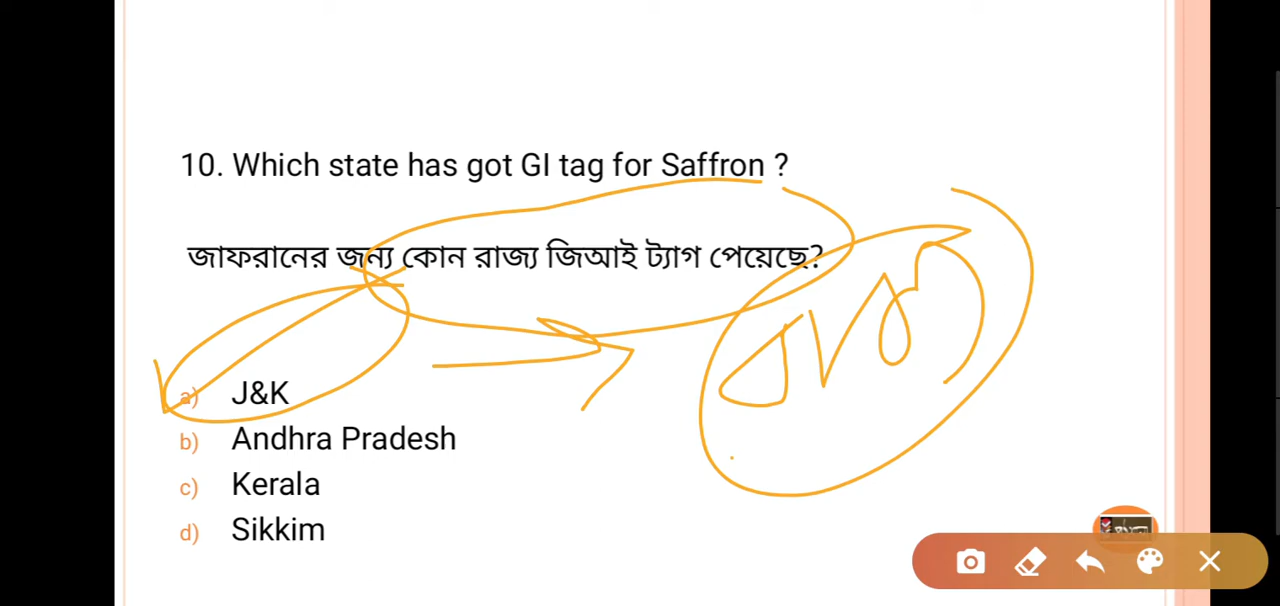 10. Which state has got GI tag for Saffron ?
জাফরানের জন্য কোন রাজ্য জিআই ট্যাগ পেয়েছে?
a) J&K
b) Andhra Pradesh
c) Kerala
d) Sikkim